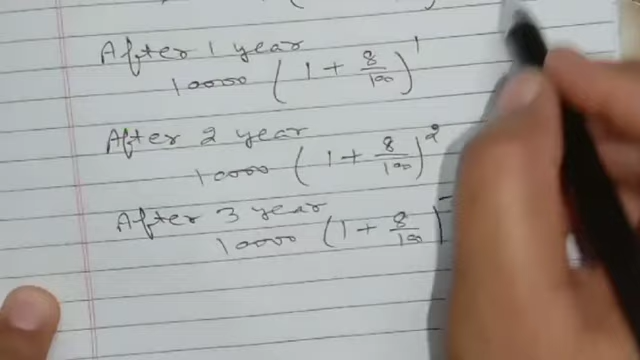 After 1 year
10000 (1 + 8/100)^1
After 2 year
10000 (1 + 8/100)^2
After 3 year
10000 (1 + 8/100)